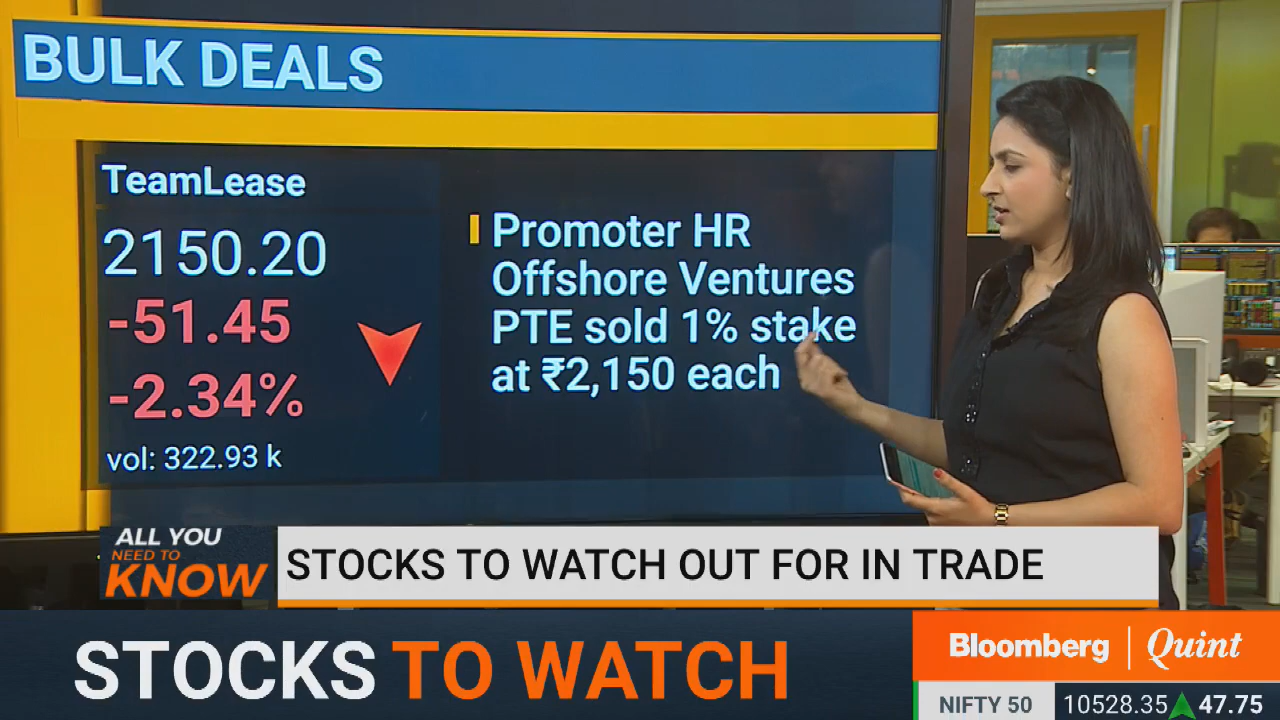 BULK DEALS
TeamLease
2150.20
-51.45
-2.34%
vol: 322.93 k
Promoter HR
Offshore Ventures
PTE sold 1% stake
at ₹2,150 each
ALL YOU
NEED TO
KNOW
STOCKS TO WATCH OUT FOR IN TRADE
STOCKS TO WATCH
Bloomberg | Quint
NIFTY 50 10528.35 47.75